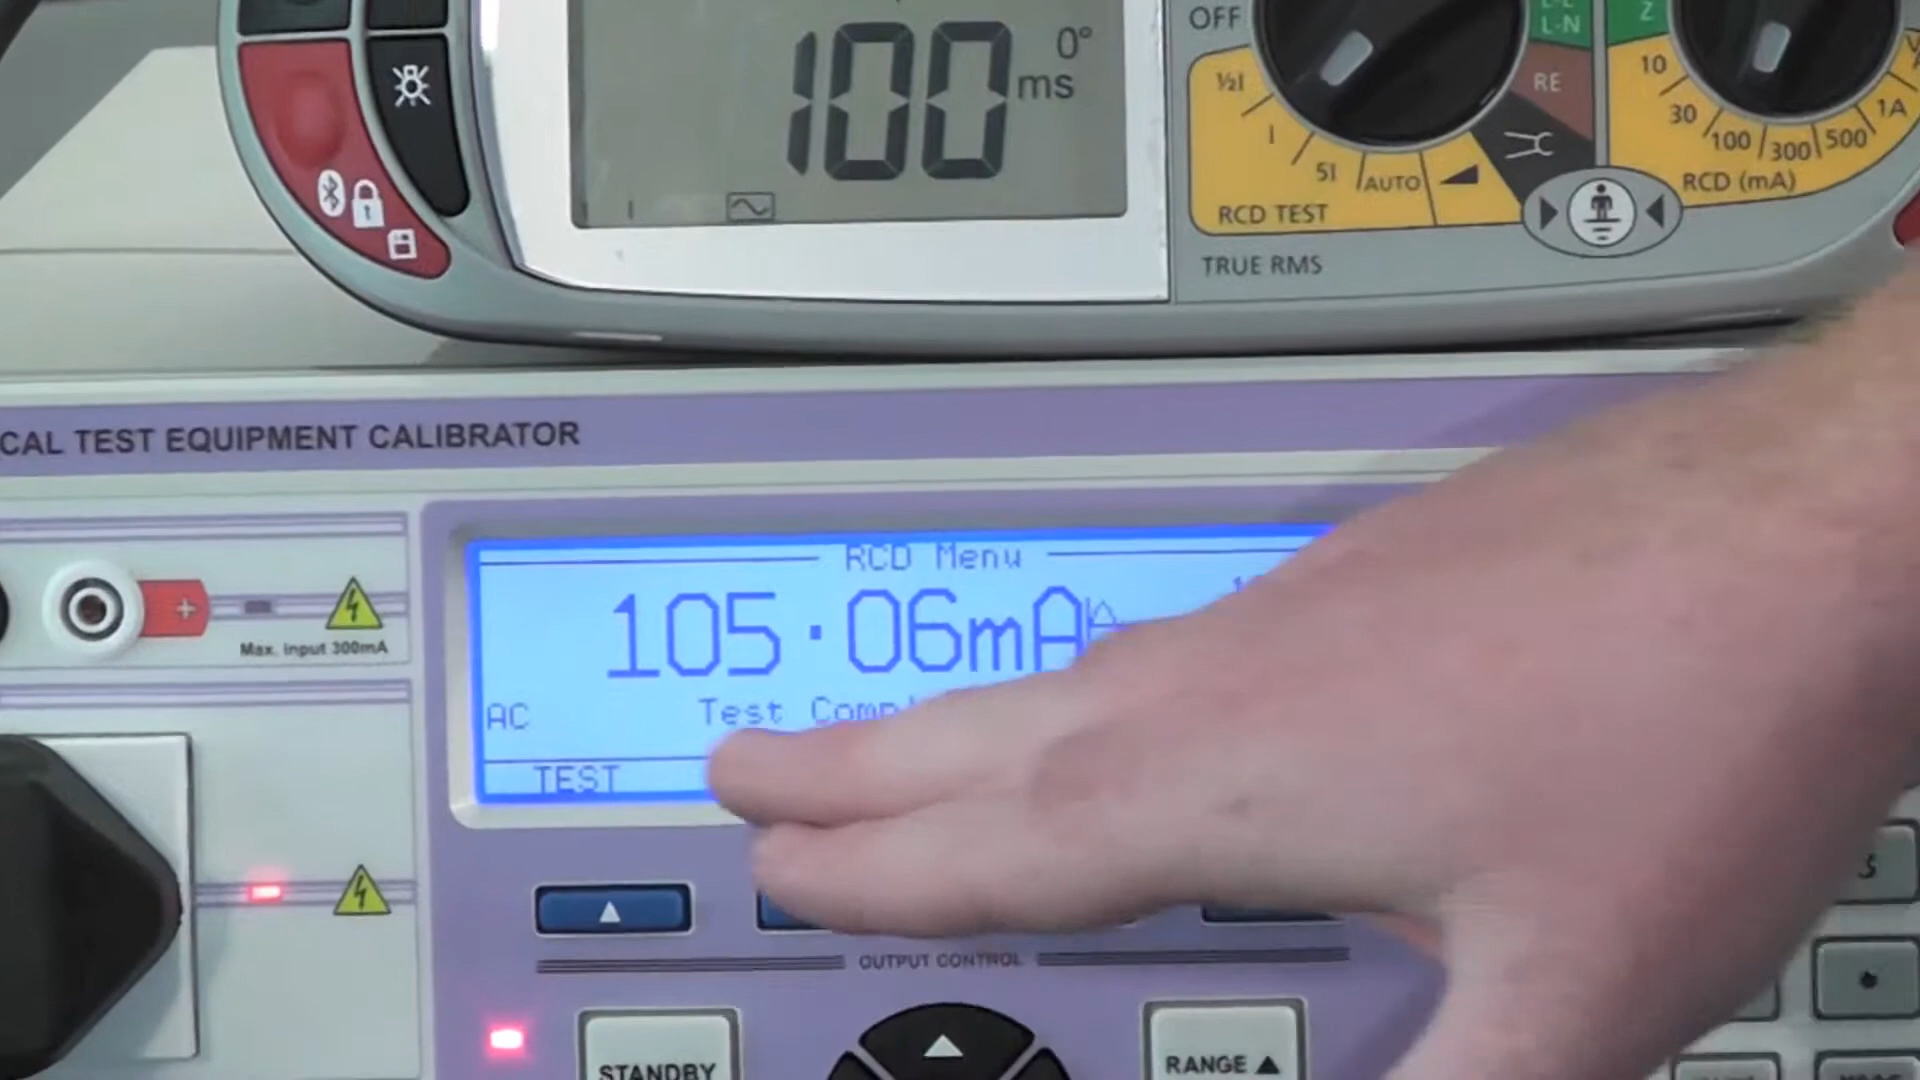 100
0°
ms
OFF
L-N
Z
½I
I
5I
AUTO
RE
10
30
100
300
500
1A
RCD TEST
RCD (mA)
TRUE RMS
CAL TEST EQUIPMENT CALIBRATOR
+
Max. input 300mA
RCD Menu
105·06mA
AC
Test
TEST
OUTPUT CONTROL
STANDBY
RANGE ▲